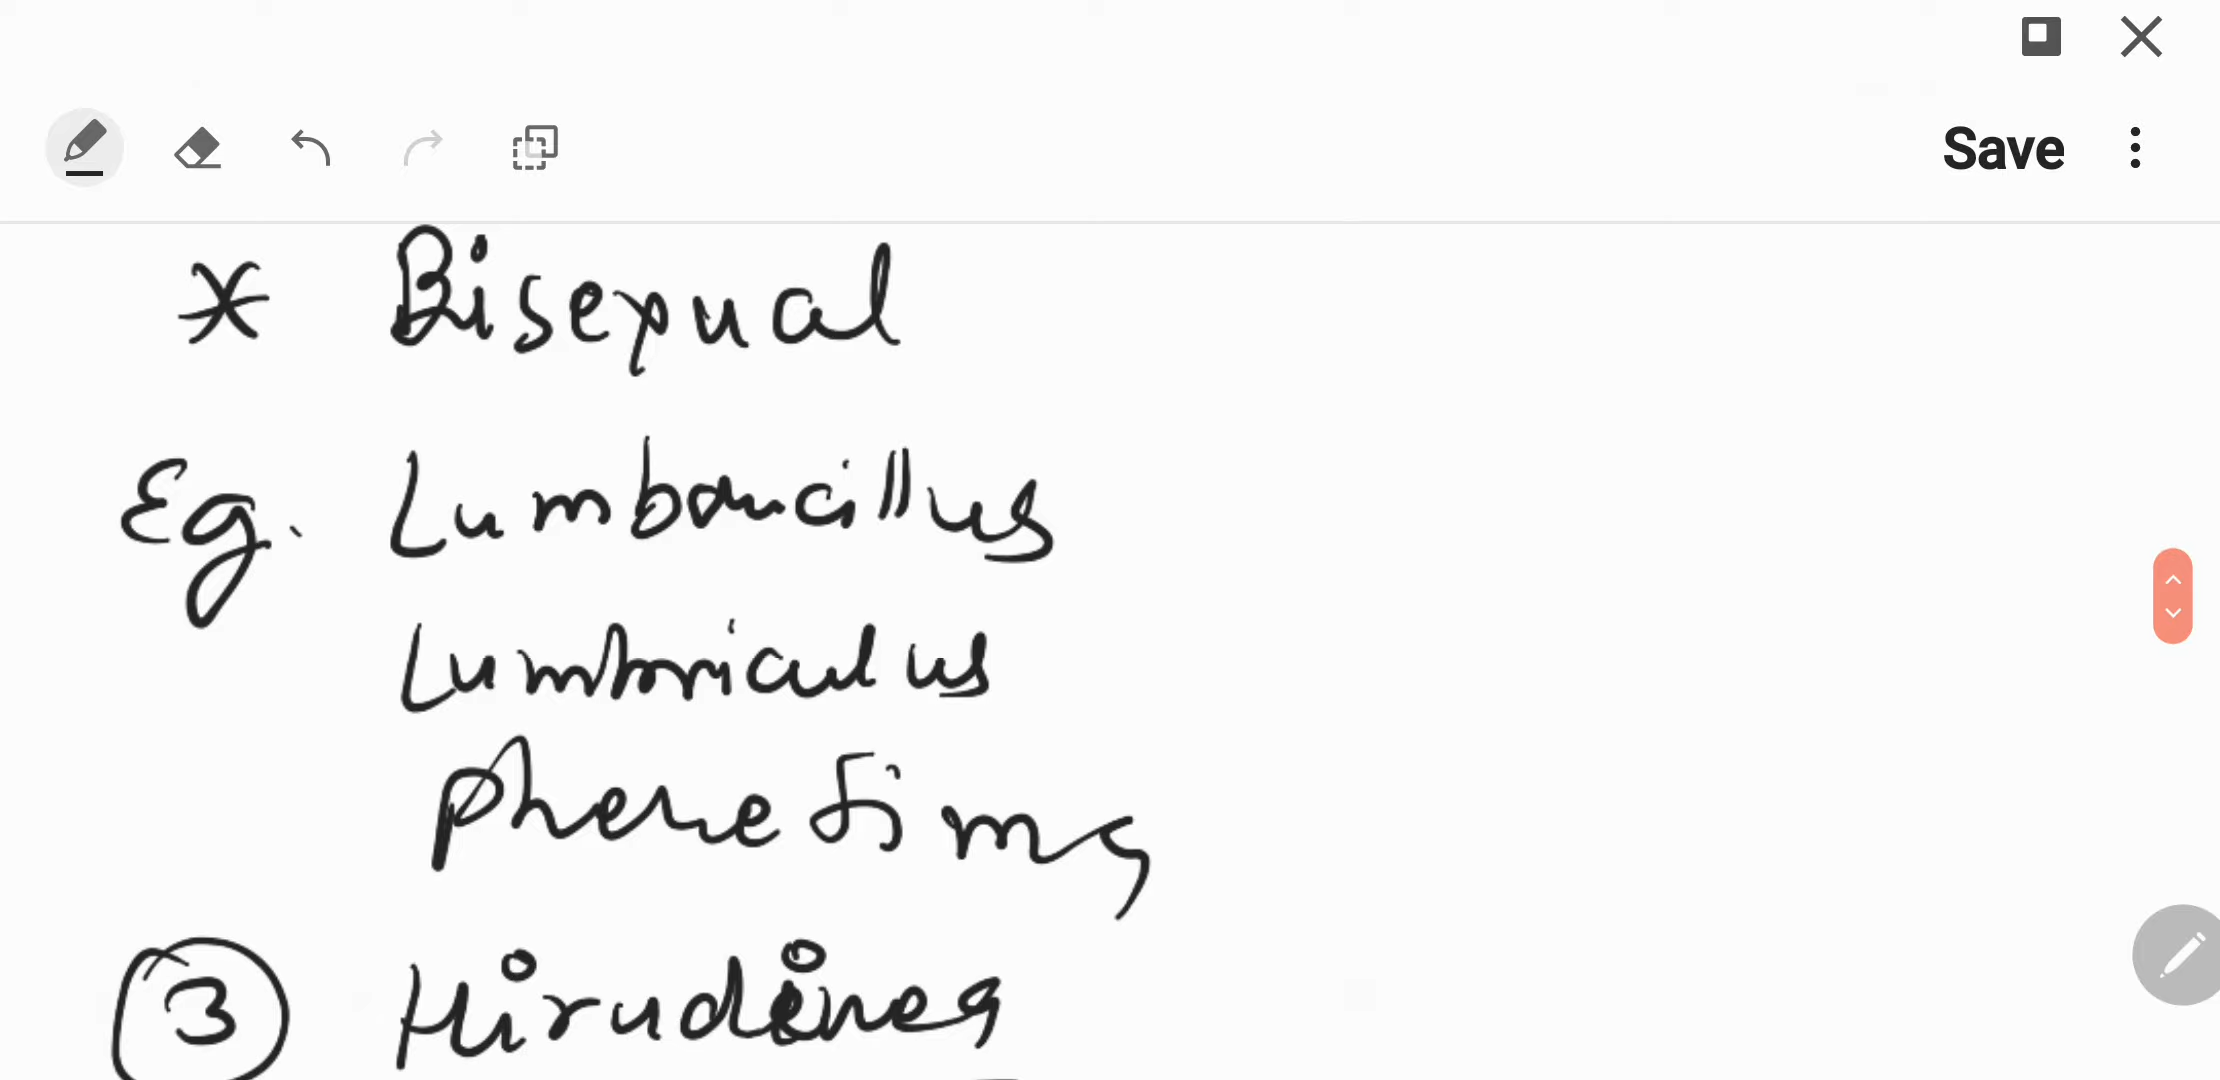 Save
* Bisexual
Eg. Lumbricillus
Lumbriculus
Pheretima
③ Hirudinea